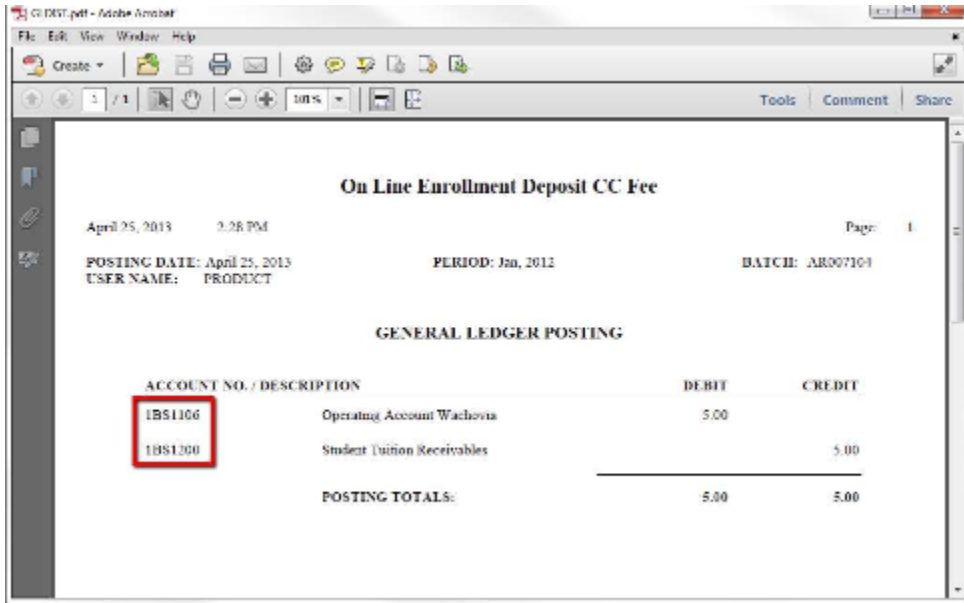 GLDIST.pdf - Adobe Acrobat
File Edit View Window Help
Create
1 / 1 101% Tools Comment Share
On Line Enrollment Deposit CC Fee
April 25, 2013 2:28 PM Page: 1
POSTING DATE: April 25, 2013 PERIOD: Jan, 2012 BATCH: AR007104
USER NAME: PRODUCT
GENERAL LEDGER POSTING
ACCOUNT NO. / DESCRIPTION DEBIT CREDIT
1BS1106 Operating Account Wachovia 5.00
1BS1200 Student Tuition Receivables 5.00
POSTING TOTALS: 5.00 5.00